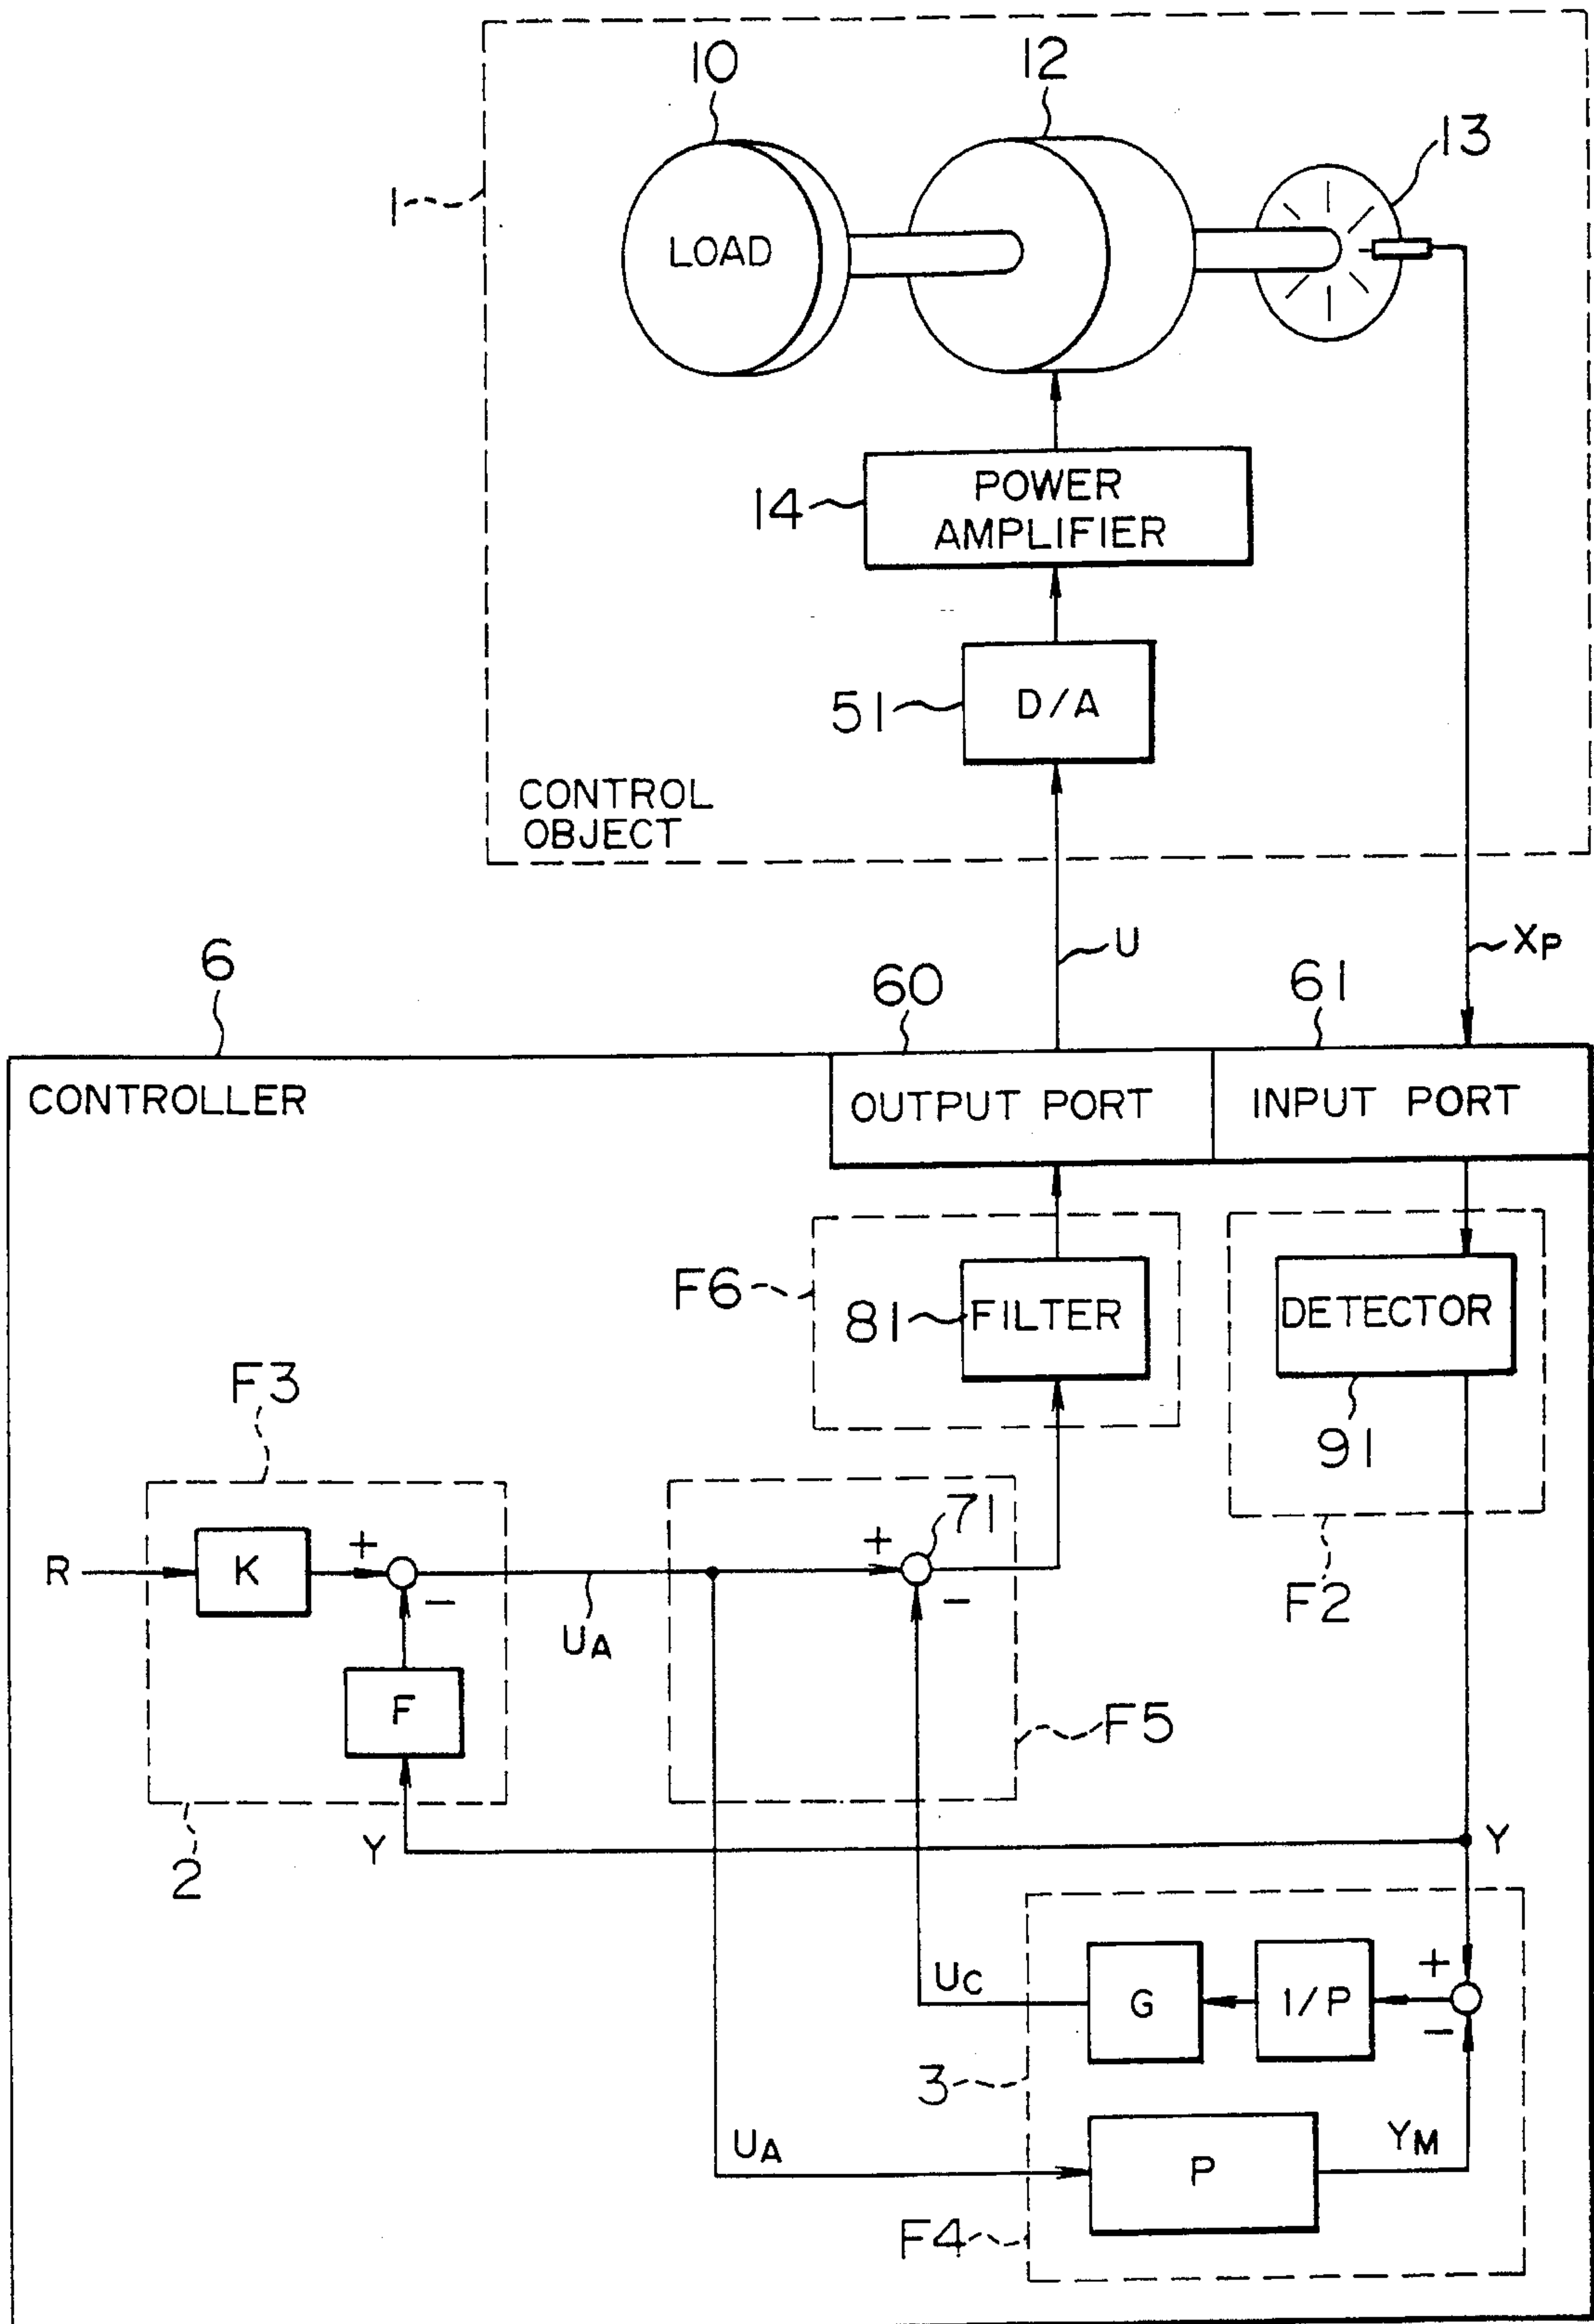 10
12
13
1
LOAD
14
POWER
AMPLIFIER
51
D/A
CONTROL
OBJECT
U
XP
6
60
61
CONTROLLER
OUTPUT PORT
INPUT PORT
F6
81
FILTER
DETECTOR
91
F3
F2
71
R
K
+
−
+
−
UA
F
F5
Y
Y
2
UC
G
1/P
+
−
3
UA
P
YM
F4